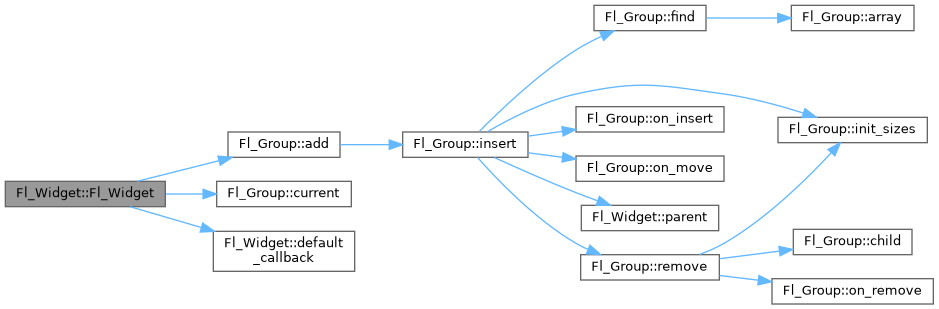 Fl_Widget::Fl_Widget
Fl_Group::add
Fl_Group::current
Fl_Widget::default
_callback
Fl_Group::insert
Fl_Group::find
Fl_Group::on_insert
Fl_Group::on_move
Fl_Widget::parent
Fl_Group::remove
Fl_Group::array
Fl_Group::init_sizes
Fl_Group::child
Fl_Group::on_remove